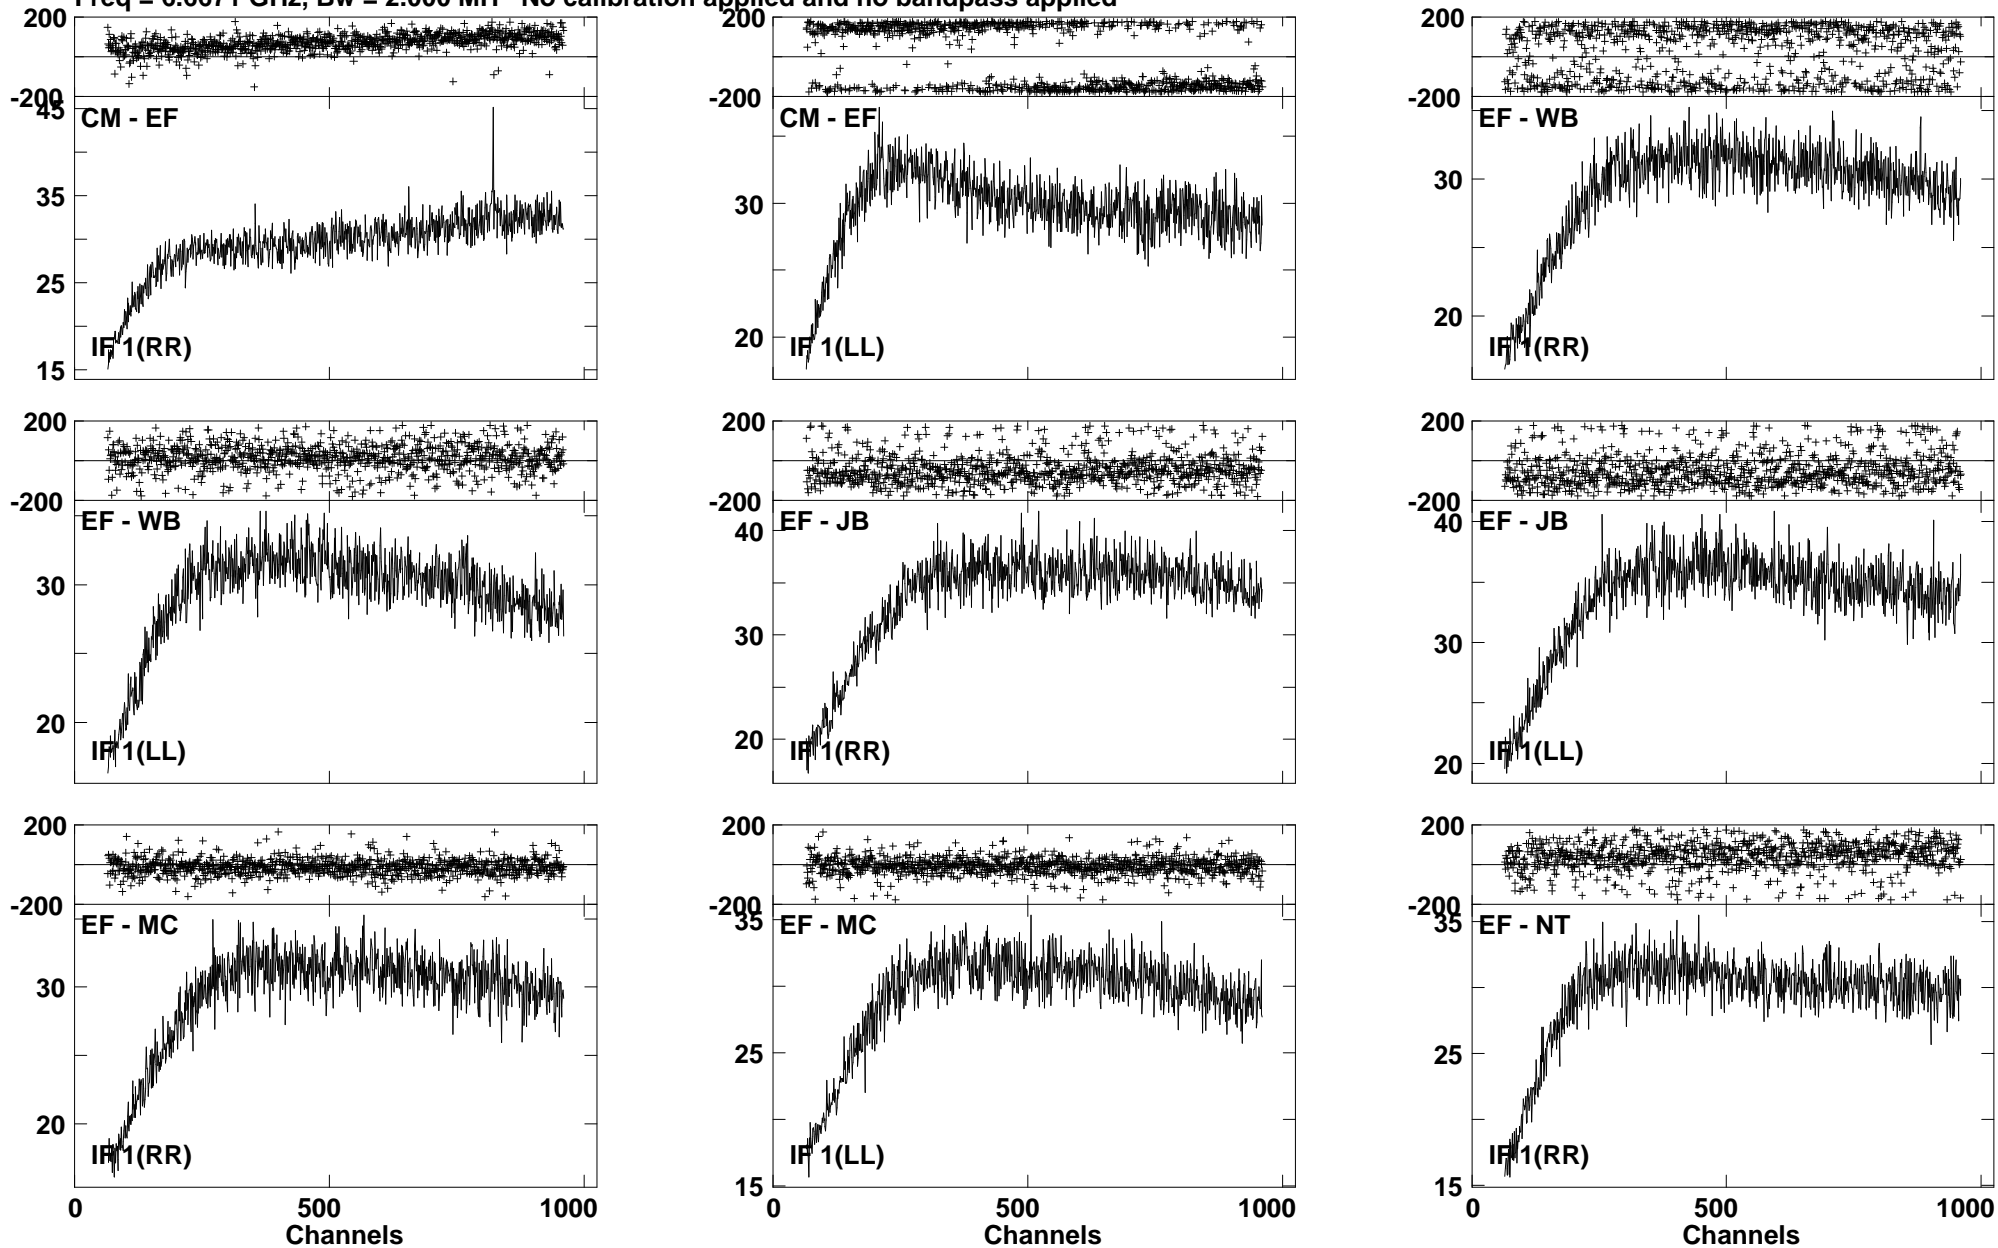 Freq = 6.6671 GHz, Bw = 2.000 MH No calibration applied and no bandpass applied
200
-200
45
35
25
15
CM - EF
IF 1(RR)
200
-200
30
20
CM - EF
IF 1(LL)
200
-200
30
20
EF - WB
IF 1(RR)
200
-200
30
20
EF - WB
IF 1(LL)
200
-200
40
30
20
EF - JB
IF 1(RR)
200
-200
40
30
20
EF - JB
IF 1(LL)
200
-200
30
20
EF - MC
IF 1(RR)
0
500
1000
Channels
200
-200
35
25
15
EF - MC
IF 1(LL)
0
500
1000
Channels
200
-200
35
25
15
EF - NT
IF 1(RR)
0
500
1000
Channels